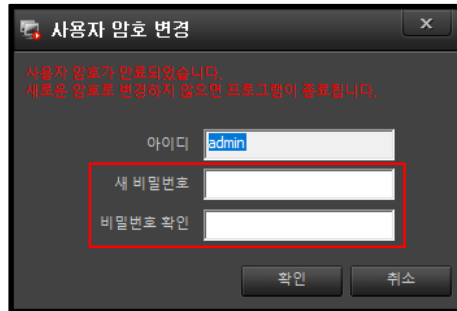 사용자 암호 변경
x
사용자 암호가 만료되었습니다.
새로운 암호로 변경하지 않으면 프로그램이 종료됩니다.
아이디 admin
새 비밀번호
비밀번호 확인
확인 취소